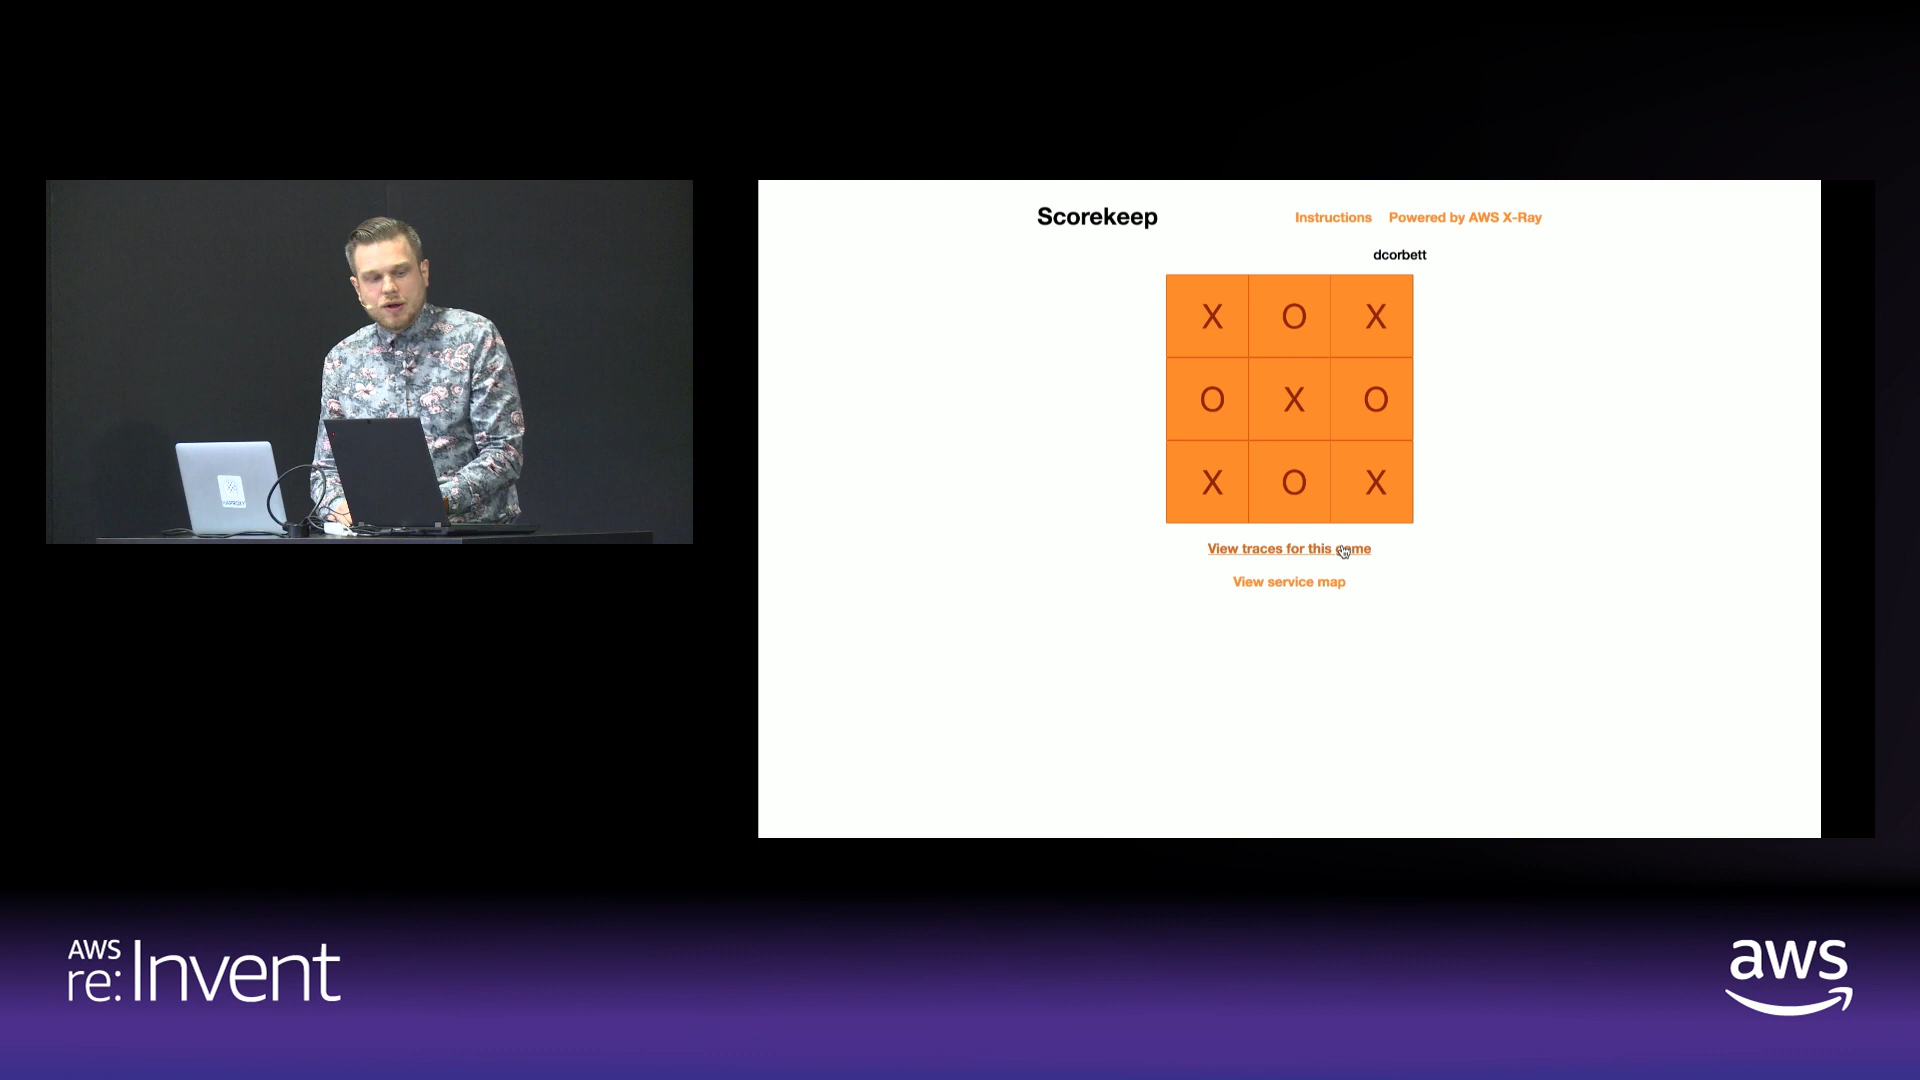 Scorekeep
Instructions Powered by AWS X-Ray
dcorbett
X O X
O X O
X O X
View traces for this game
View service map
HAPROXY
AWS
re:Invent
aws